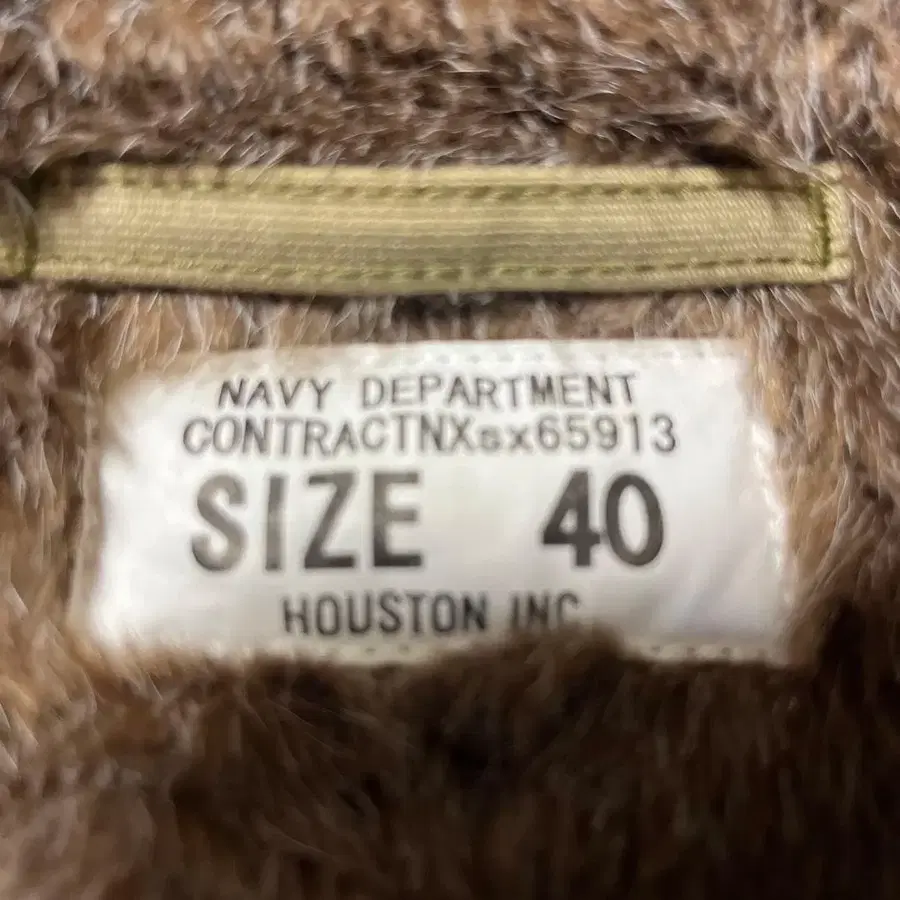 NAVY DEPARTMENT
CONTRACTNXsx65913
SIZE 40
HOUSTON INC